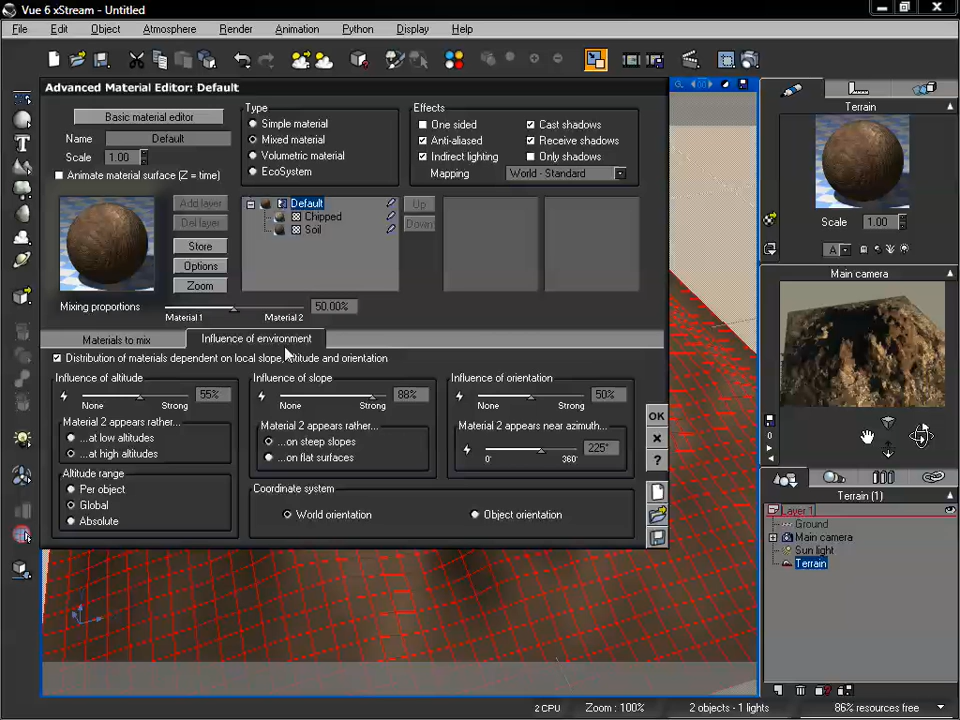 Vue 6 xStream - Untitled
File Edit Object Atmosphere Render Animation Python Display Help
Advanced Material Editor: Default
Basic material editor
Name Default
Scale 1.00
Animate material surface (Z = time)
Type
Simple material
Mixed material
Volumetric material
EcoSystem
Effects
One sided
Cast shadows
Anti-aliased
Receive shadows
Indirect lighting
Only shadows
Mapping World - Standard
Add layer
Del layer
Store
Options
Zoom
Default
Chipped
Soil
Up
Down
Mixing proportions
Material 1 Material 2
50.00%
Materials to mix
Influence of environment
Distribution of materials dependent on local slope, altitude and orientation
Influence of altitude
55%
None Strong
Material 2 appears rather...
...at low altitudes
...at high altitudes
Altitude range
Per object
Global
Absolute
Influence of slope
88%
None Strong
Material 2 appears rather...
...on steep slopes
...on flat surfaces
Influence of orientation
50%
None Strong
Material 2 appears near azimuth...
225°
0° 360°
Coordinate system
World orientation
Object orientation
OK
?
Terrain
Scale 1.00
A
Main camera
0
Terrain (1)
Layer 1
Ground
Main camera
Sun light
Terrain
2 CPU
Zoom : 100%
2 objects - 1 lights
86% resources free